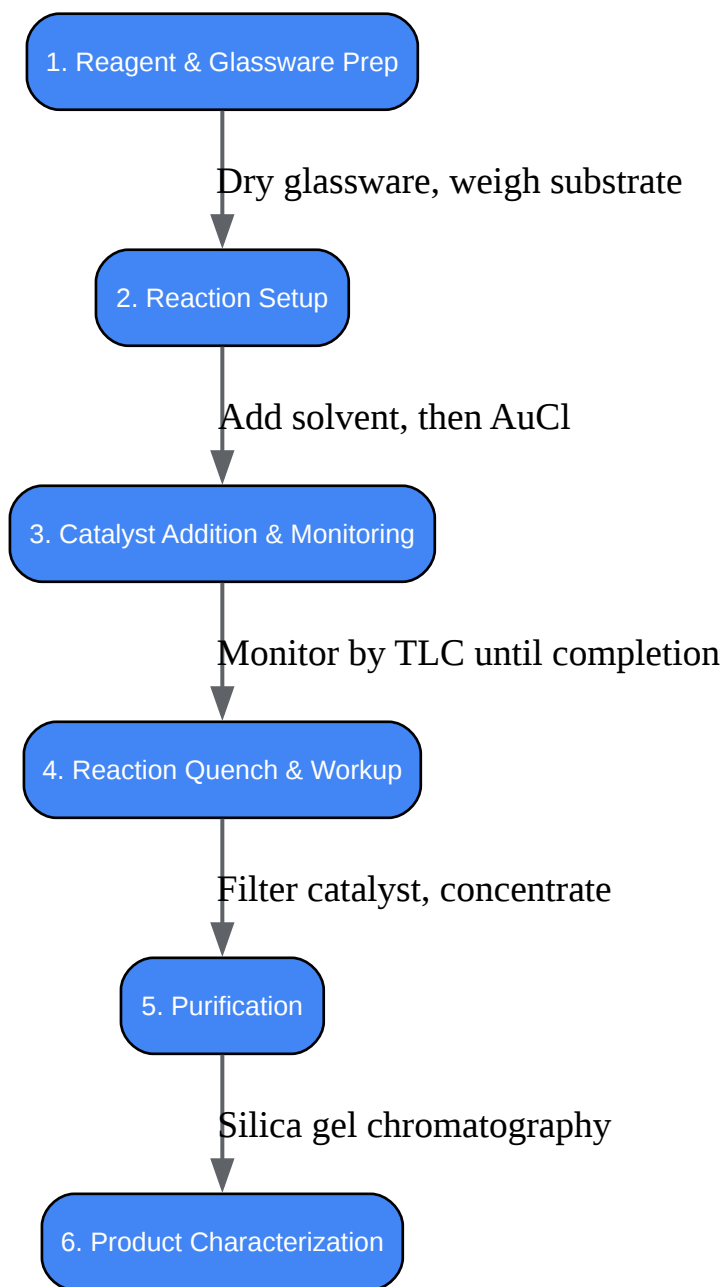 1. Reagent & Glassware Prep
Dry glassware, weigh substrate
2. Reaction Setup
Add solvent, then AuCl
3. Catalyst Addition & Monitoring
Monitor by TLC until completion
4. Reaction Quench & Workup
Filter catalyst, concentrate
5. Purification
Silica gel chromatography
6. Product Characterization